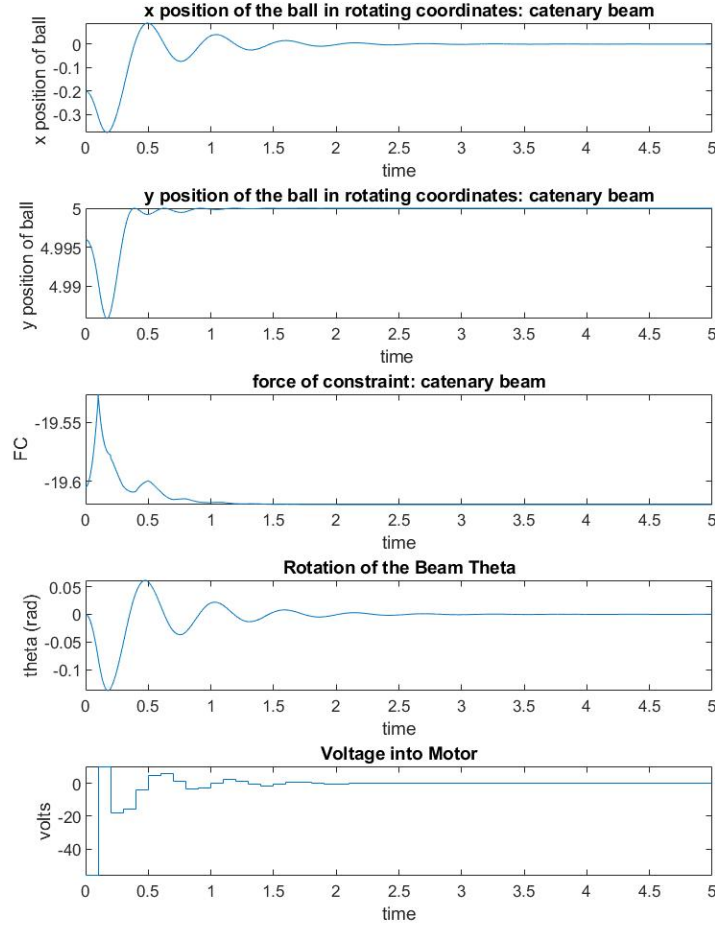 x position of the ball in rotating coordinates: catenary beam
x position of ball
0
-0.1
-0.2
-0.3
0 0.5 1 1.5 2 2.5 3 3.5 4 4.5 5
time
y position of the ball in rotating coordinates: catenary beam
y position of ball
5
4.995
4.99
0 0.5 1 1.5 2 2.5 3 3.5 4 4.5 5
time
force of constraint: catenary beam
FC
-19.55
-19.6
0 0.5 1 1.5 2 2.5 3 3.5 4 4.5 5
time
Rotation of the Beam Theta
theta (rad)
0.05
0
-0.05
-0.1
0 0.5 1 1.5 2 2.5 3 3.5 4 4.5 5
time
Voltage into Motor
volts
0
-20
-40
0 0.5 1 1.5 2 2.5 3 3.5 4 4.5 5
time